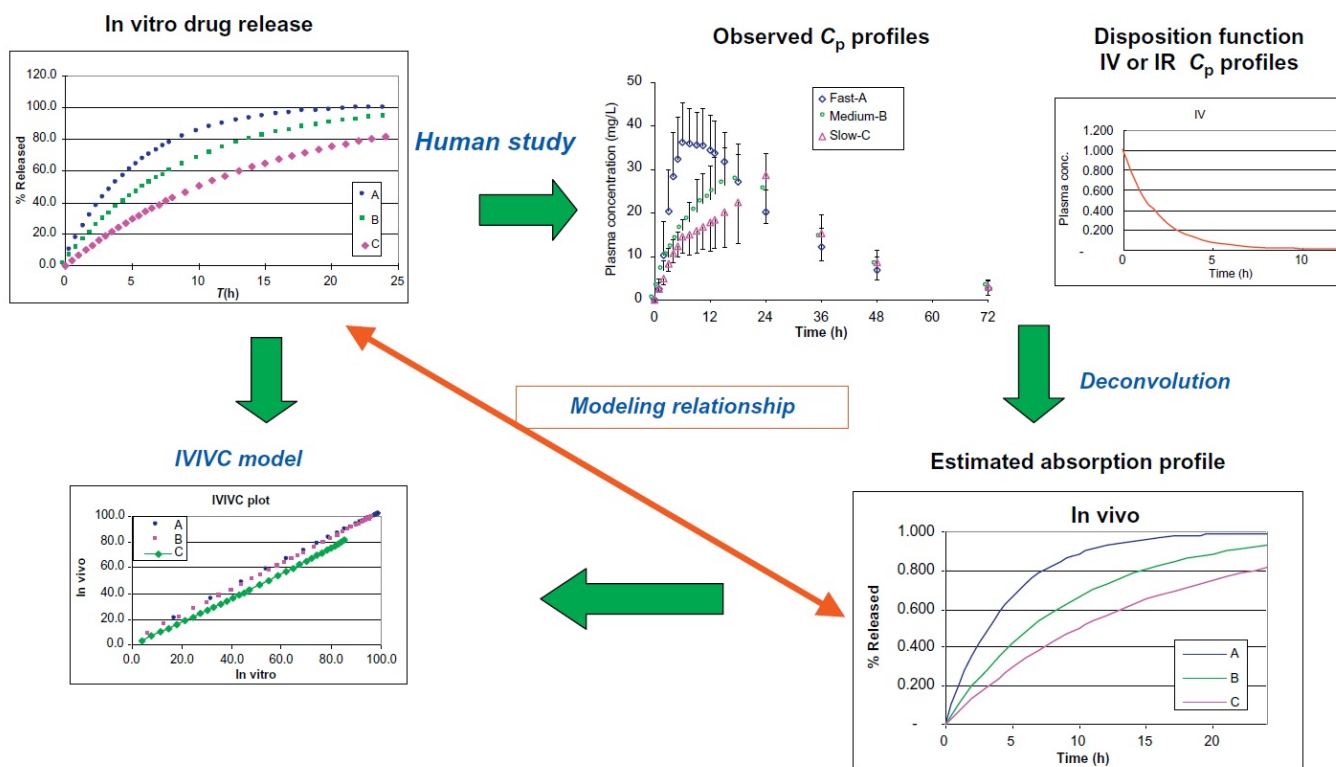 In vitro drug release
120.0
100.0
80.0
60.0
40.0
20.0
0.0
% Released
0
5
10
15
20
25
T(h)
A
B
C
Human study
Observed Cp profiles
50
40
30
20
10
0
Plasma concentration (mg/L)
0
12
24
36
48
60
72
Time (h)
Fast-A
Medium-B
Slow-C
Disposition function
IV or IR Cp profiles
IV
1.000
1.000
0.800
0.600
0.400
0.200
-
Plasma conc.
0
5
10
Time (h)
Deconvolution
Modeling relationship
IVIVC model
IVIVC plot
100.0
80.0
60.0
40.0
20.0
0.0
In vivo
0.0
20.0
40.0
60.0
80.0
100.0
In vitro
A
B
C
Estimated absorption profile
In vivo
1.000
0.800
0.600
0.400
0.200
-
% Released
0
5
10
15
20
Time (h)
A
B
C